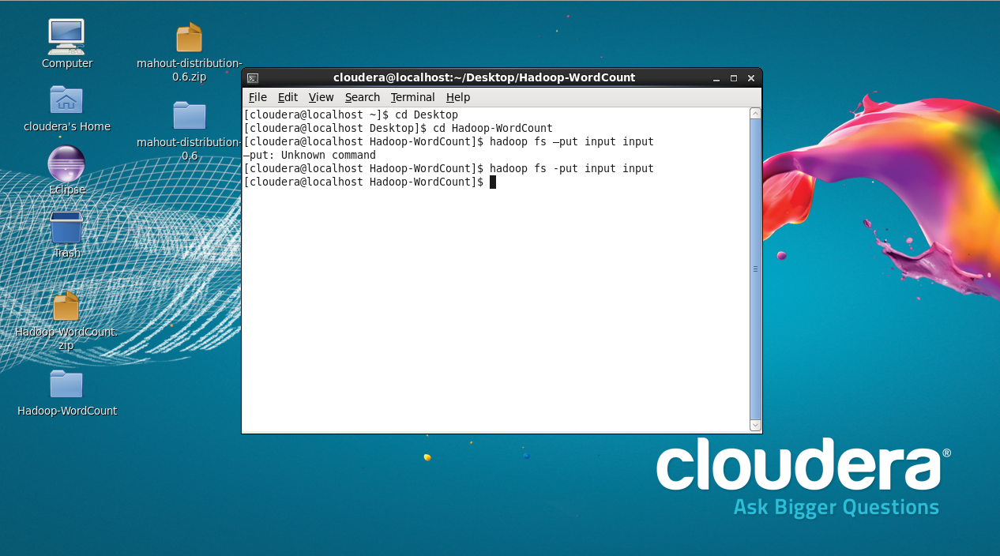 Computer
mahout-distribution-
0.6.zip
cloudera's Home
mahout-distribution-
0.6
Eclipse
Trash
Hadoop-WordCount.
zip
Hadoop-WordCount
cloudera@localhost:~/Desktop/Hadoop-WordCount
File Edit View Search Terminal Help
[cloudera@localhost ~]$ cd Desktop
[cloudera@localhost Desktop]$ cd Hadoop-WordCount
[cloudera@localhost Hadoop-WordCount]$ hadoop fs –put input input
–put: Unknown command
[cloudera@localhost Hadoop-WordCount]$ hadoop fs -put input input
[cloudera@localhost Hadoop-WordCount]$
cloudera®
Ask Bigger Questions